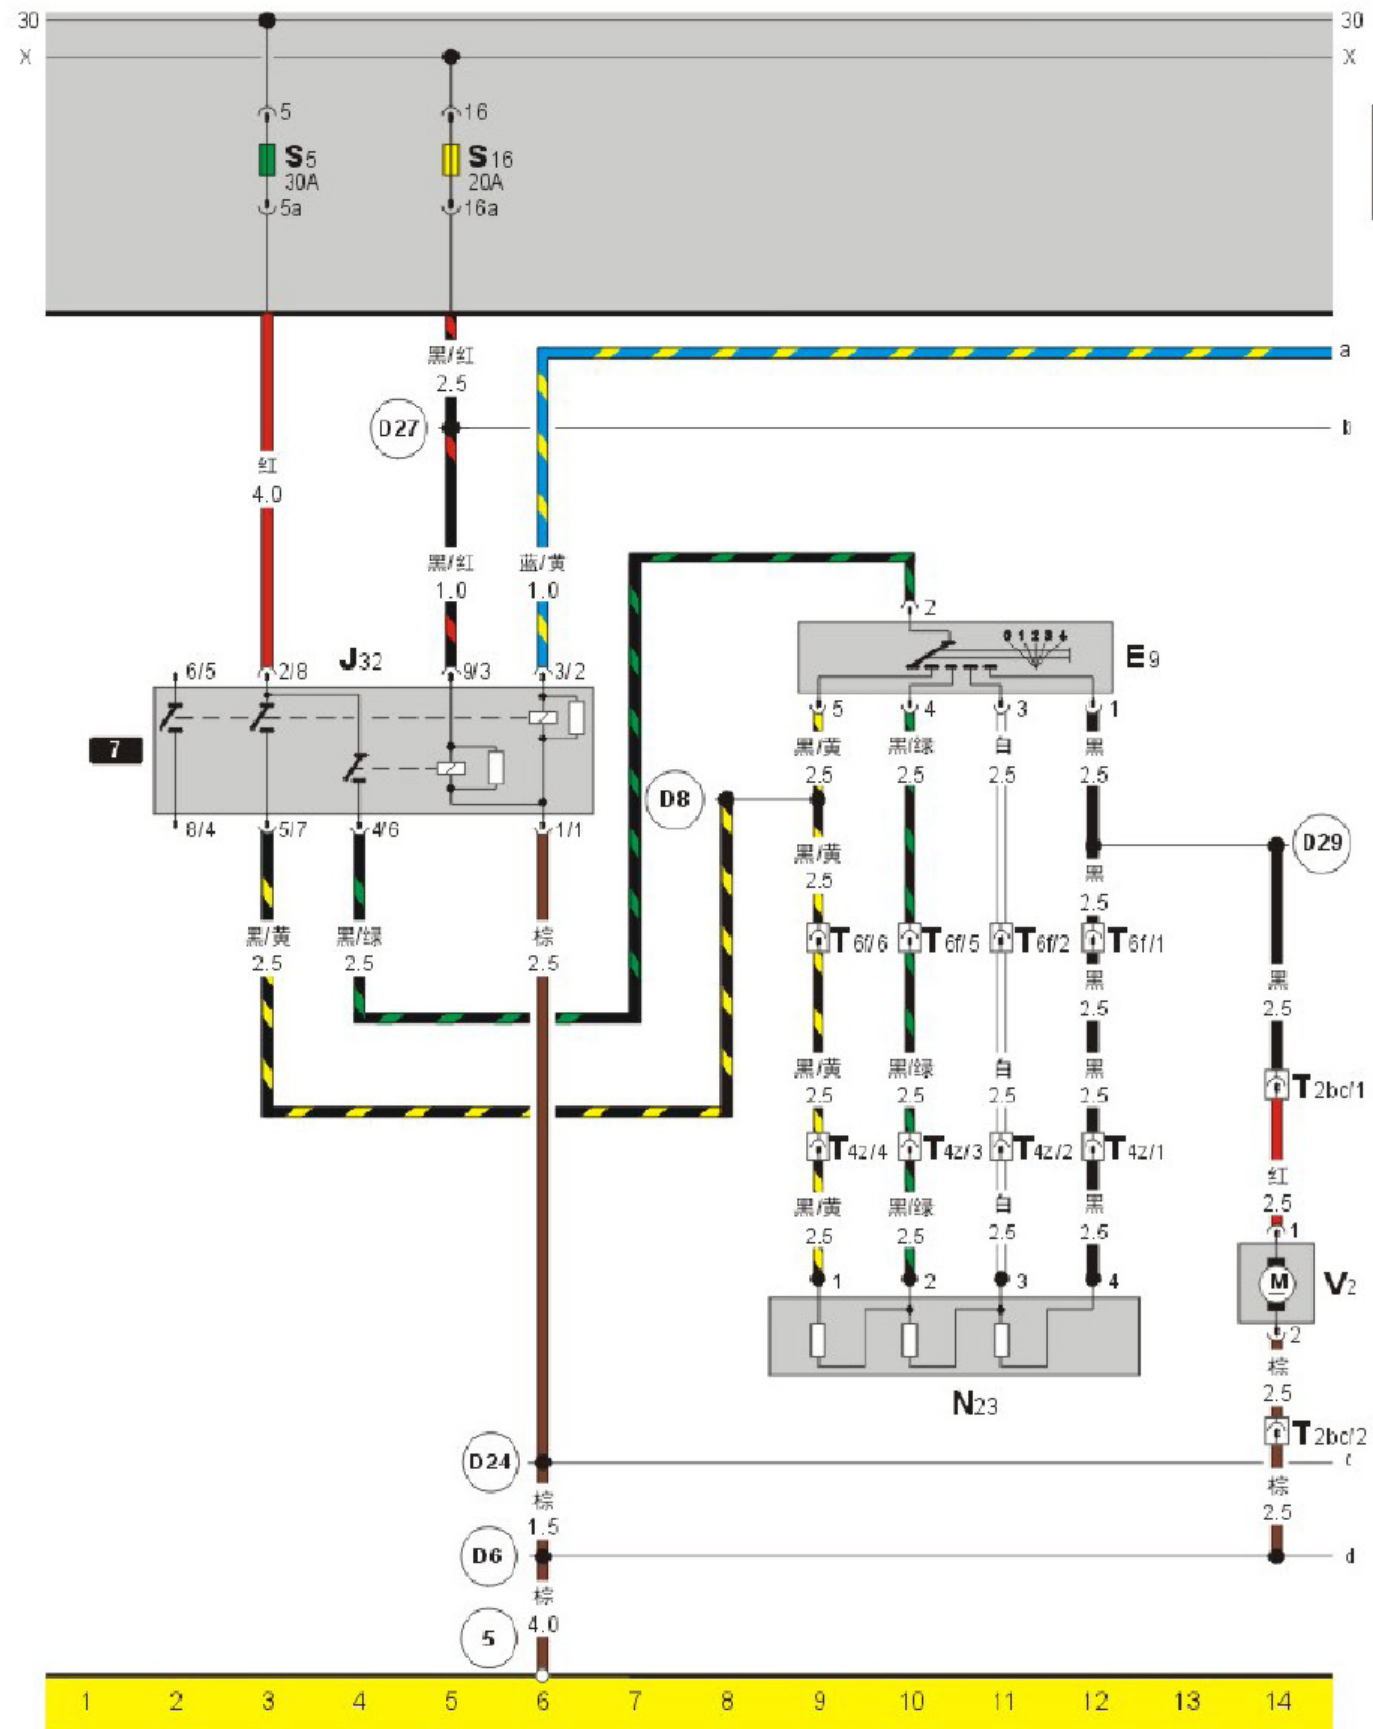 30 30
X X
5 16
S5 S16
30A 20A
5a 16a
黑/红
2.5
a
D27
b
红
4.0
黑/红 蓝/黄
1.0 1.0
2
0 1 2 3 4
E9
6/5 2/8 J32 9/3 3/2
5 4 3 1
7
黑/黄 黑/绿 白 黑
2.5 2.5 2.5 2.5
D8
8/4 5/7 4/6 1/1
D29
黑/黄 黑
2.5 2.5
黑/黄 黑/绿 棕
2.5 2.5 2.5
T6f/6 T6f/5 T6f/2 T6f/1
黑 黑
2.5 2.5
黑/黄 黑/绿 白 黑
2.5 2.5 2.5 2.5
T2bc/1
T4z/4 T4z/3 T4z/2 T4z/1
红
2.5
黑/黄 黑/绿 白 黑
2.5 2.5 2.5 2.5
1
1 2 3 4
M V2
2
棕
2.5
N23
T2bc/2
D24 c
棕 棕
1.5 2.5
D6 d
棕
4.0
5
1 2 3 4 5 6 7 8 9 10 11 12 13 14